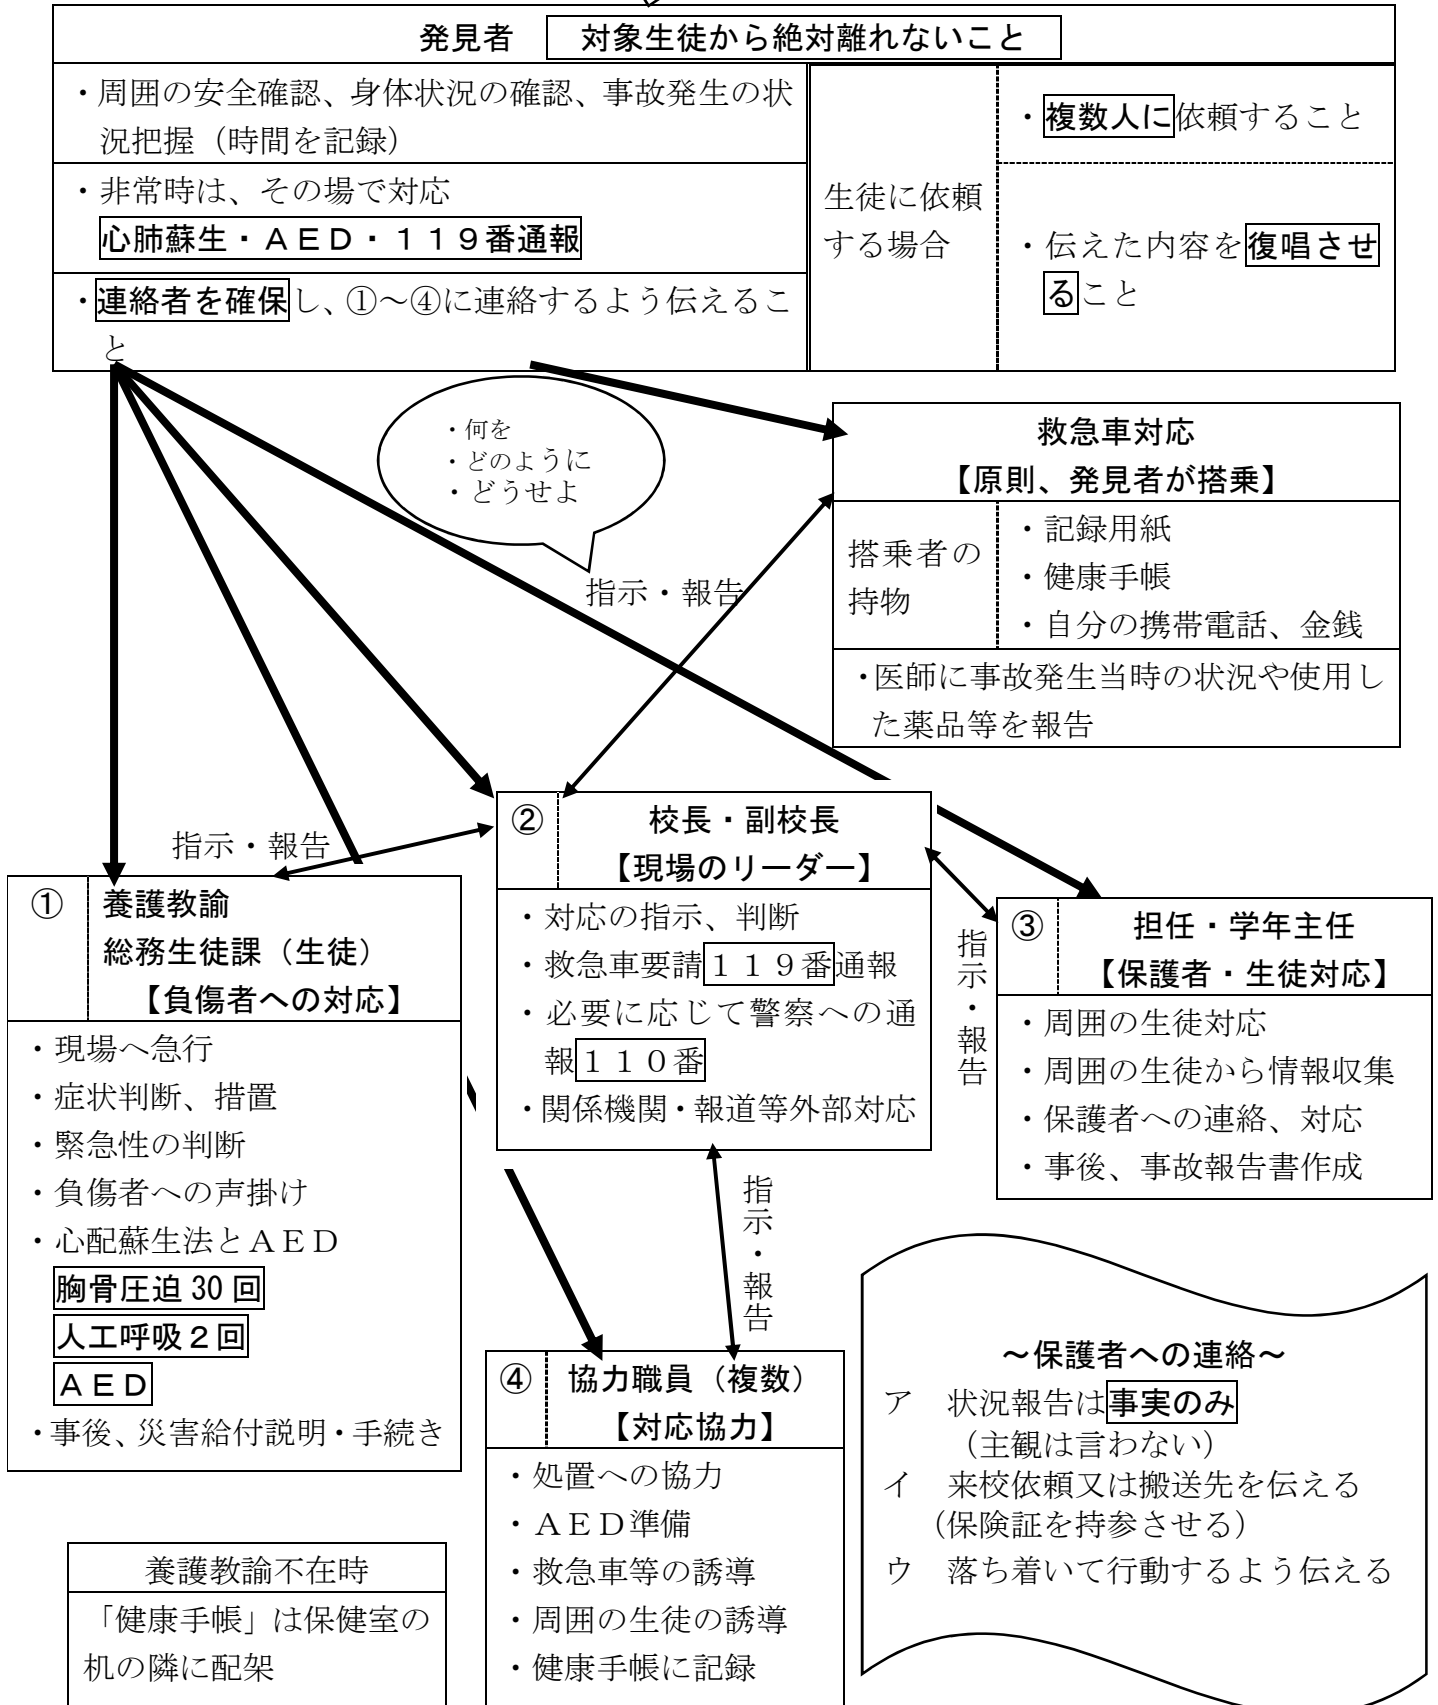 発見者　対象生徒から絶対離れないこと
・周囲の安全確認、身体状況の確認、事故発生の状
況把握（時間を記録）
・非常時は、その場で対応
心肺蘇生・ＡＥＤ・１１９番通報
・連絡者を確保し、①～④に連絡するよう伝えるこ
と
生徒に依頼
する場合
・複数人に依頼すること
・伝えた内容を復唱させ
ること
・何を
・どのように
・どうせよ
救急車対応
【原則、発見者が搭乗】
搭乗者の
持物
・記録用紙
・健康手帳
・自分の携帯電話、金銭
・医師に事故発生当時の状況や使用し
た薬品等を報告
指示・報告
指示・報告
① 養護教諭
総務生徒課（生徒）
【負傷者への対応】
・現場へ急行
・症状判断、措置
・緊急性の判断
・負傷者への声掛け
・心配蘇生法とＡＥＤ
胸骨圧迫 30 回
人工呼吸２回
ＡＥＤ
・事後、災害給付説明・手続き
② 校長・副校長
【現場のリーダー】
・対応の指示、判断
・救急車要請１１９番通報
・必要に応じて警察への通
報１１０番
・関係機関・報道等外部対応
指示・報告
③ 担任・学年主任
【保護者・生徒対応】
・周囲の生徒対応
・周囲の生徒から情報収集
・保護者への連絡、対応
・事後、事故報告書作成
指示・報告
④ 協力職員（複数）
【対応協力】
・処置への協力
・ＡＥＤ準備
・救急車等の誘導
・周囲の生徒の誘導
・健康手帳に記録
～保護者への連絡～
ア　状況報告は事実のみ
（主観は言わない）
イ　来校依頼又は搬送先を伝える
（保険証を持参させる）
ウ　落ち着いて行動するよう伝える
養護教諭不在時
「健康手帳」は保健室の
机の隣に配架